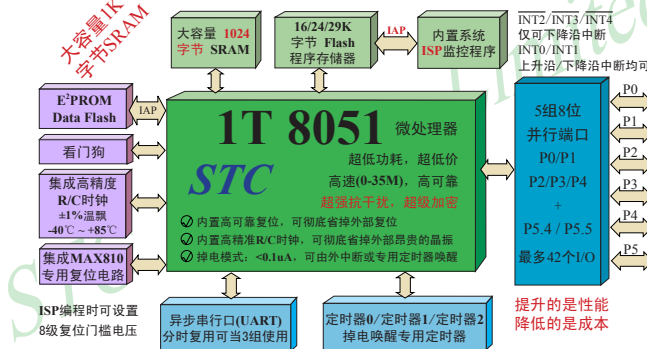 大容量1K
字节SRAM
大容量 1024
字节 SRAM
16/24/29K
字节 Flash
程序存储器
IAP
内置系统
ISP监控程序
INT2/INT3/INT4
仅可下降沿中断
INT0/INT1
上升沿/下降沿中断均可
E²PROM
Data Flash
IAP
看门狗
集成高精度
R/C时钟
±1%温飘
-40℃ ~ +85℃
集成MAX810
专用复位电路
ISP编程时可设置
8级复位门槛电压
1T 8051 微处理器
STC
超低功耗，超低价
高速(0-35M)，高可靠
超强抗干扰，超级加密
内置高可靠复位，可彻底省掉外部复位
内置高精准R/C时钟，可彻底省掉外部昂贵的晶振
掉电模式：<0.1uA，可由外中断或专用定时器唤醒
异步串行口(UART)
分时复用可当3组使用
定时器0/定时器1/定时器2
掉电唤醒专用定时器
5组8位
并行端口
P0/P1
P2/P3/P4
+
P5.4 / P5.5
最多42个I/O
P0
P1
P2
P3
P4
P5
提升的是性能
降低的是成本
Limited